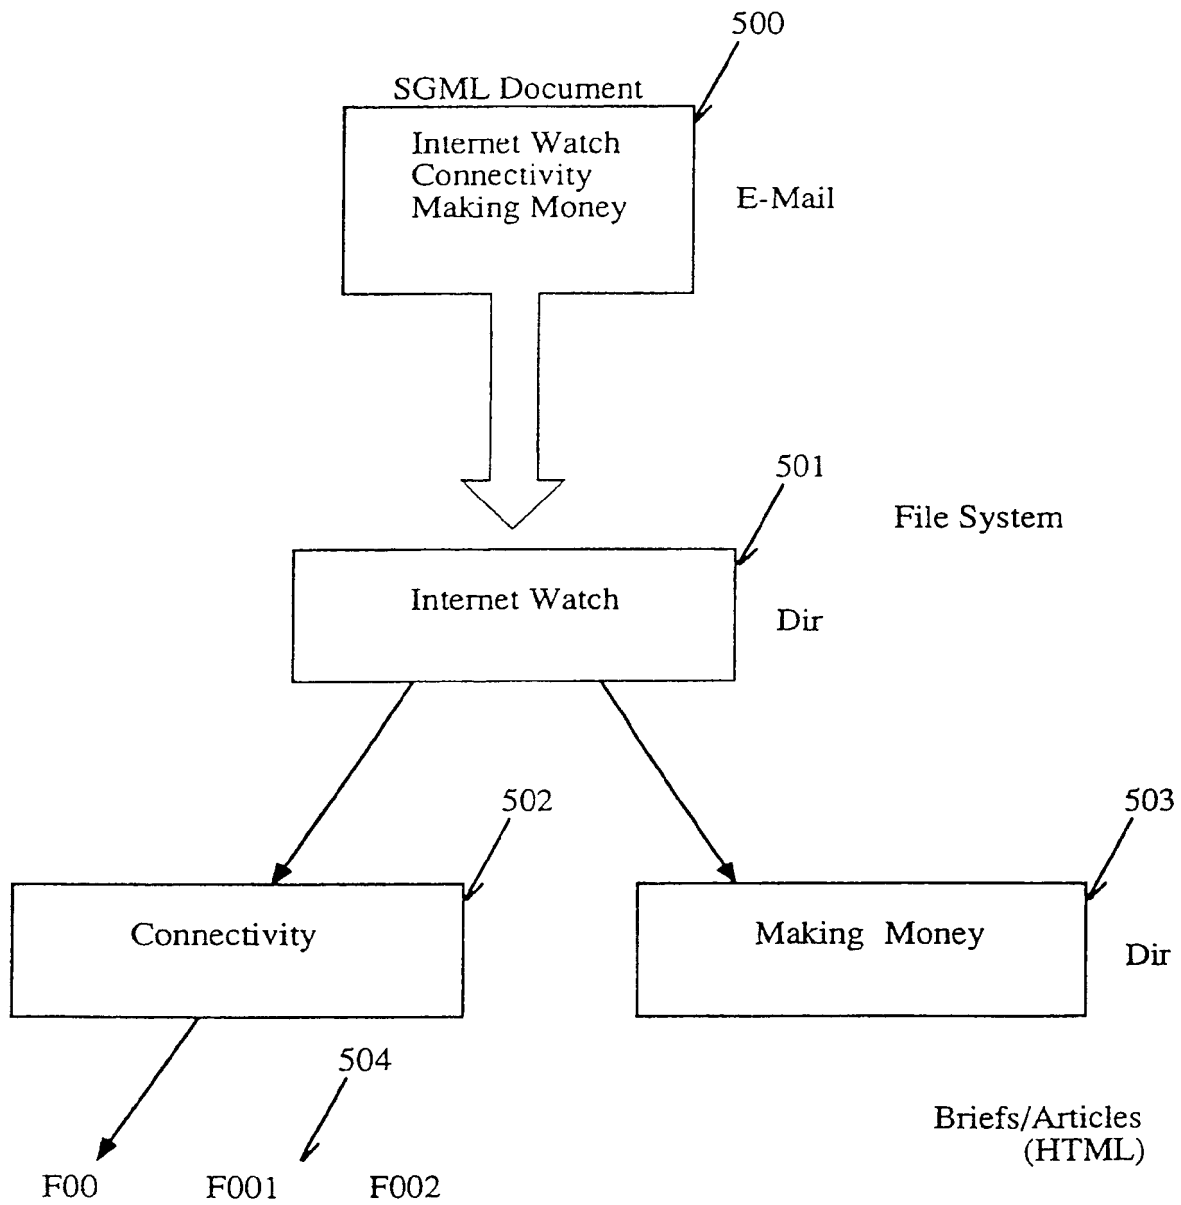 500
SGML Document
Internet Watch
Connectivity
Making Money
E-Mail
501
File System
Internet Watch
Dir
502
503
Connectivity
Making Money
Dir
504
Briefs/Articles
(HTML)
F00
F001
F002